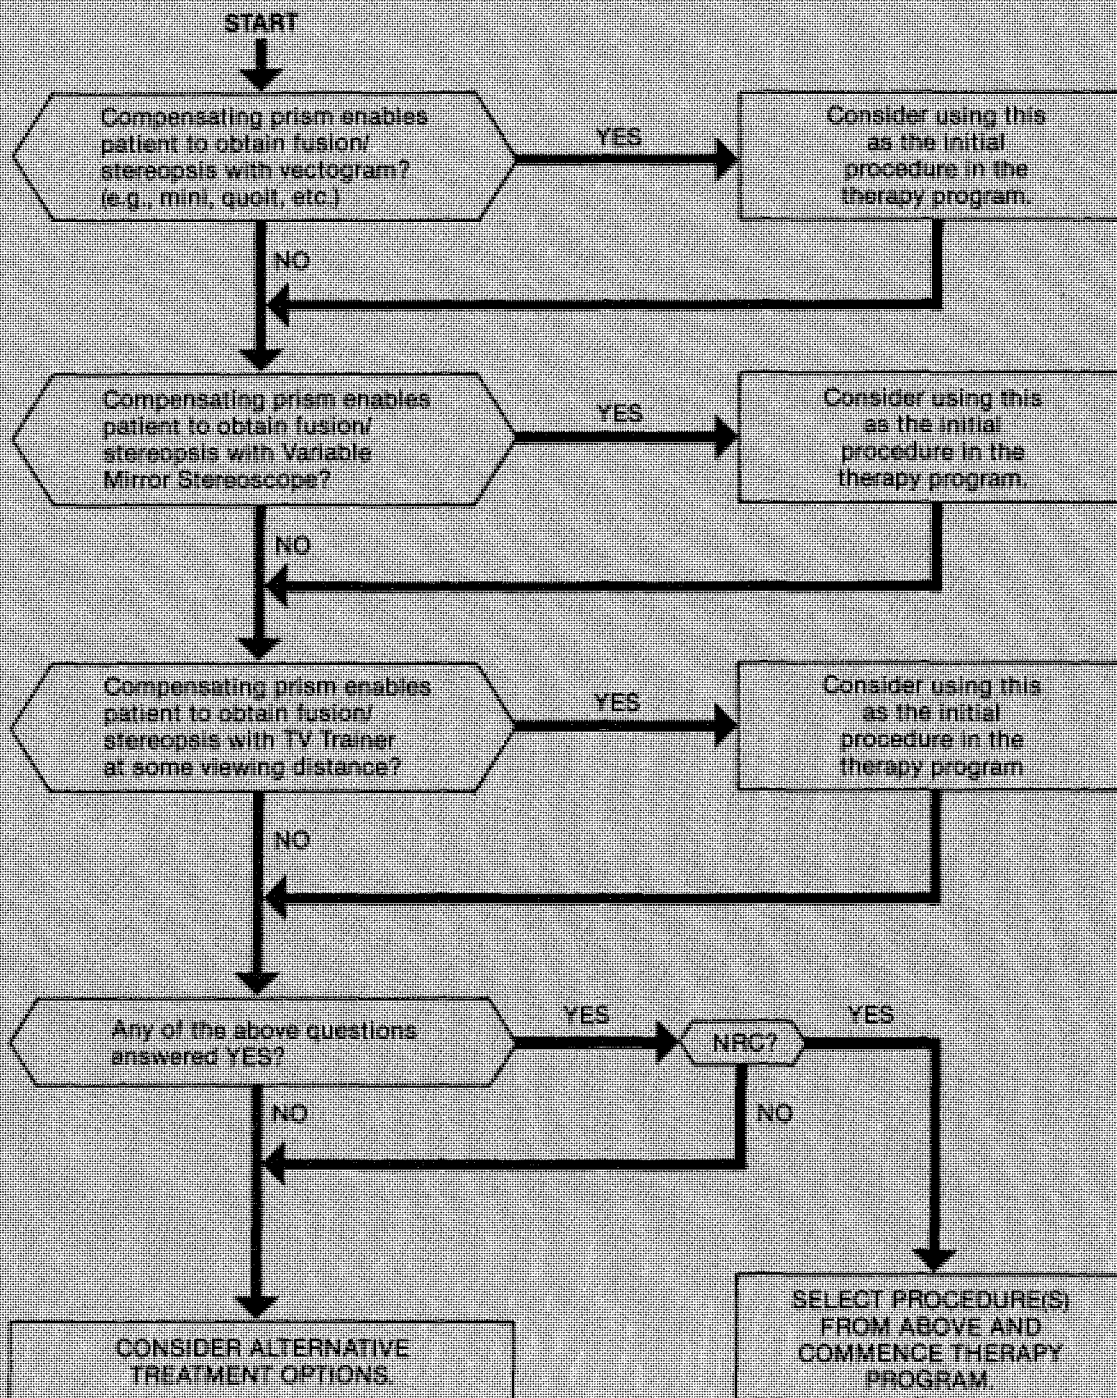 START
Compensating prism enables
patient to obtain fusion/
stereopsis with vectogram?
(e.g., mini, quoit, etc.)
YES
Consider using this
as the initial
procedure in the
therapy program.
NO
Compensating prism enables
patient to obtain fusion/
stereopsis with Variable
Mirror Stereoscope?
YES
Consider using this
as the initial
procedure in the
therapy program.
NO
Compensating prism enables
patient to obtain fusion/
stereopsis with TV Trainer
at some viewing distance?
YES
Consider using this
as the initial
procedure in the
therapy program
NO
Any of the above questions
answered YES?
YES
NRC?
YES
NO
NO
CONSIDER ALTERNATIVE
TREATMENT OPTIONS.
SELECT PROCEDURE(S)
FROM ABOVE AND
COMMENCE THERAPY
PROGRAM.